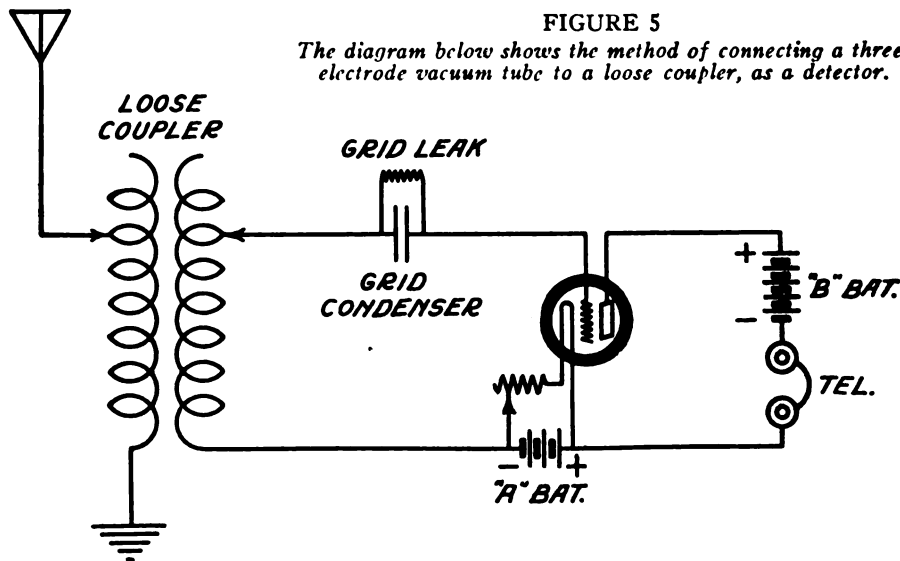 FIGURE 5
The diagram below shows the method of connecting a three
electrode vacuum tube to a loose coupler, as a detector.
LOOSE
COUPLER
GRID LEAK
GRID
CONDENSER
+
"B" BAT.
-
TEL.
- +
"A" BAT.